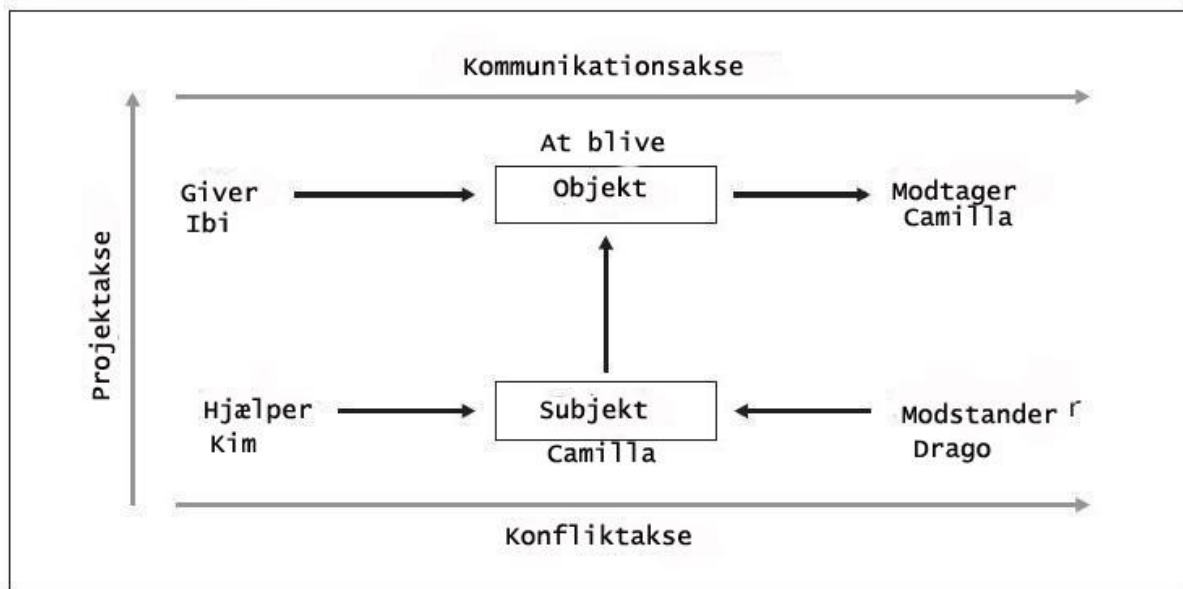 Kommunikationsakse
At blive
Giver
Ibi
Objekt
Modtager
Camilla
Projektakse
Hjælper
Kim
Subjekt
Camilla
Modstander r
Drago
Konfliktakse